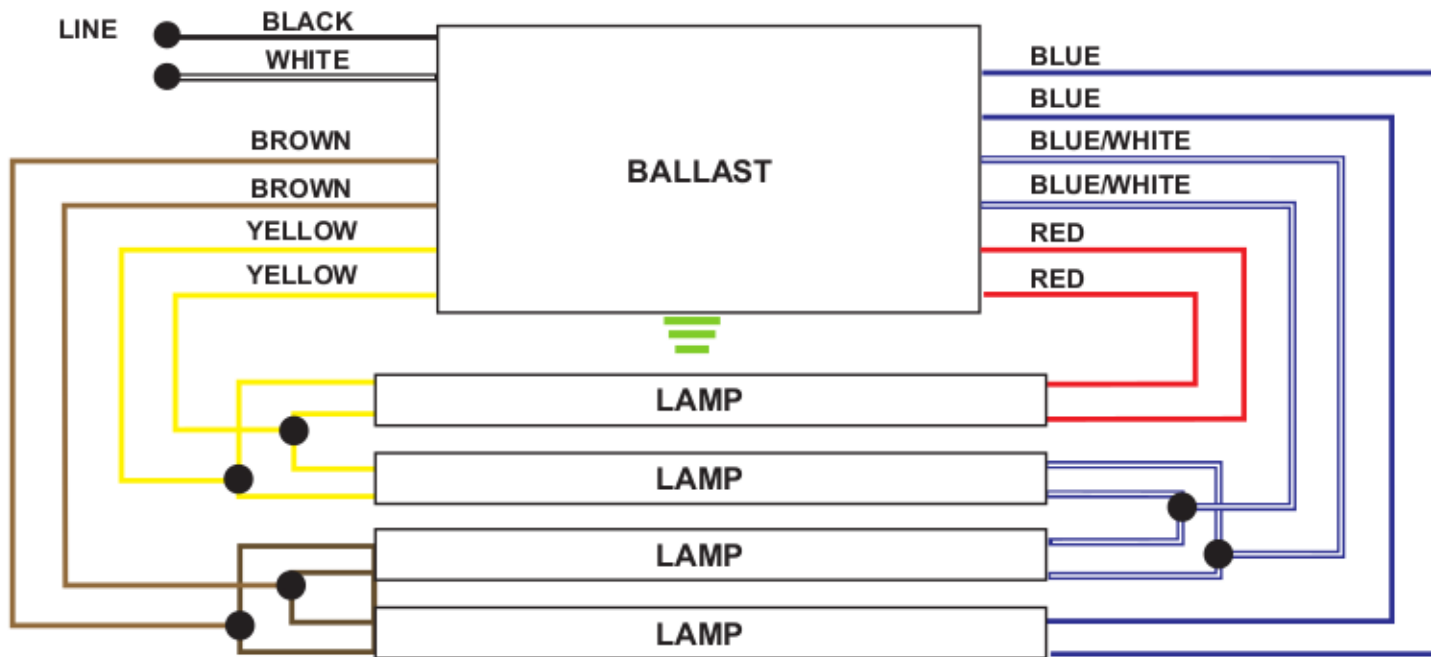 LINE
BLACK
WHITE
BROWN
BROWN
YELLOW
YELLOW
BALLAST
BLUE
BLUE
BLUE/WHITE
BLUE/WHITE
RED
RED
LAMP
LAMP
LAMP
LAMP